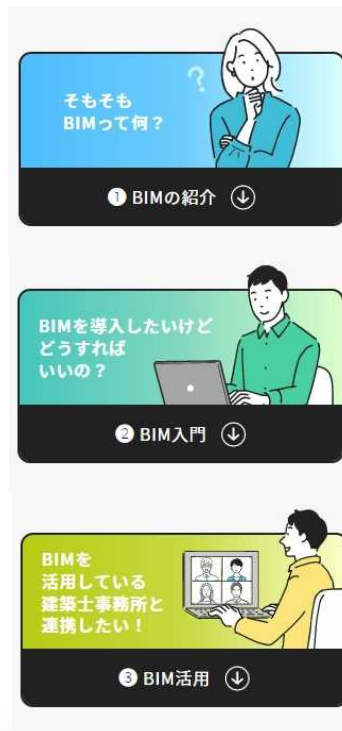 ?
そもそも
BIMって何？
❶ BIMの紹介
BIMを導入したいけど
どうすれば
いいの？
❷ BIM入門
BIMを
活用している
建築士事務所と
連携したい！
❸ BIM活用